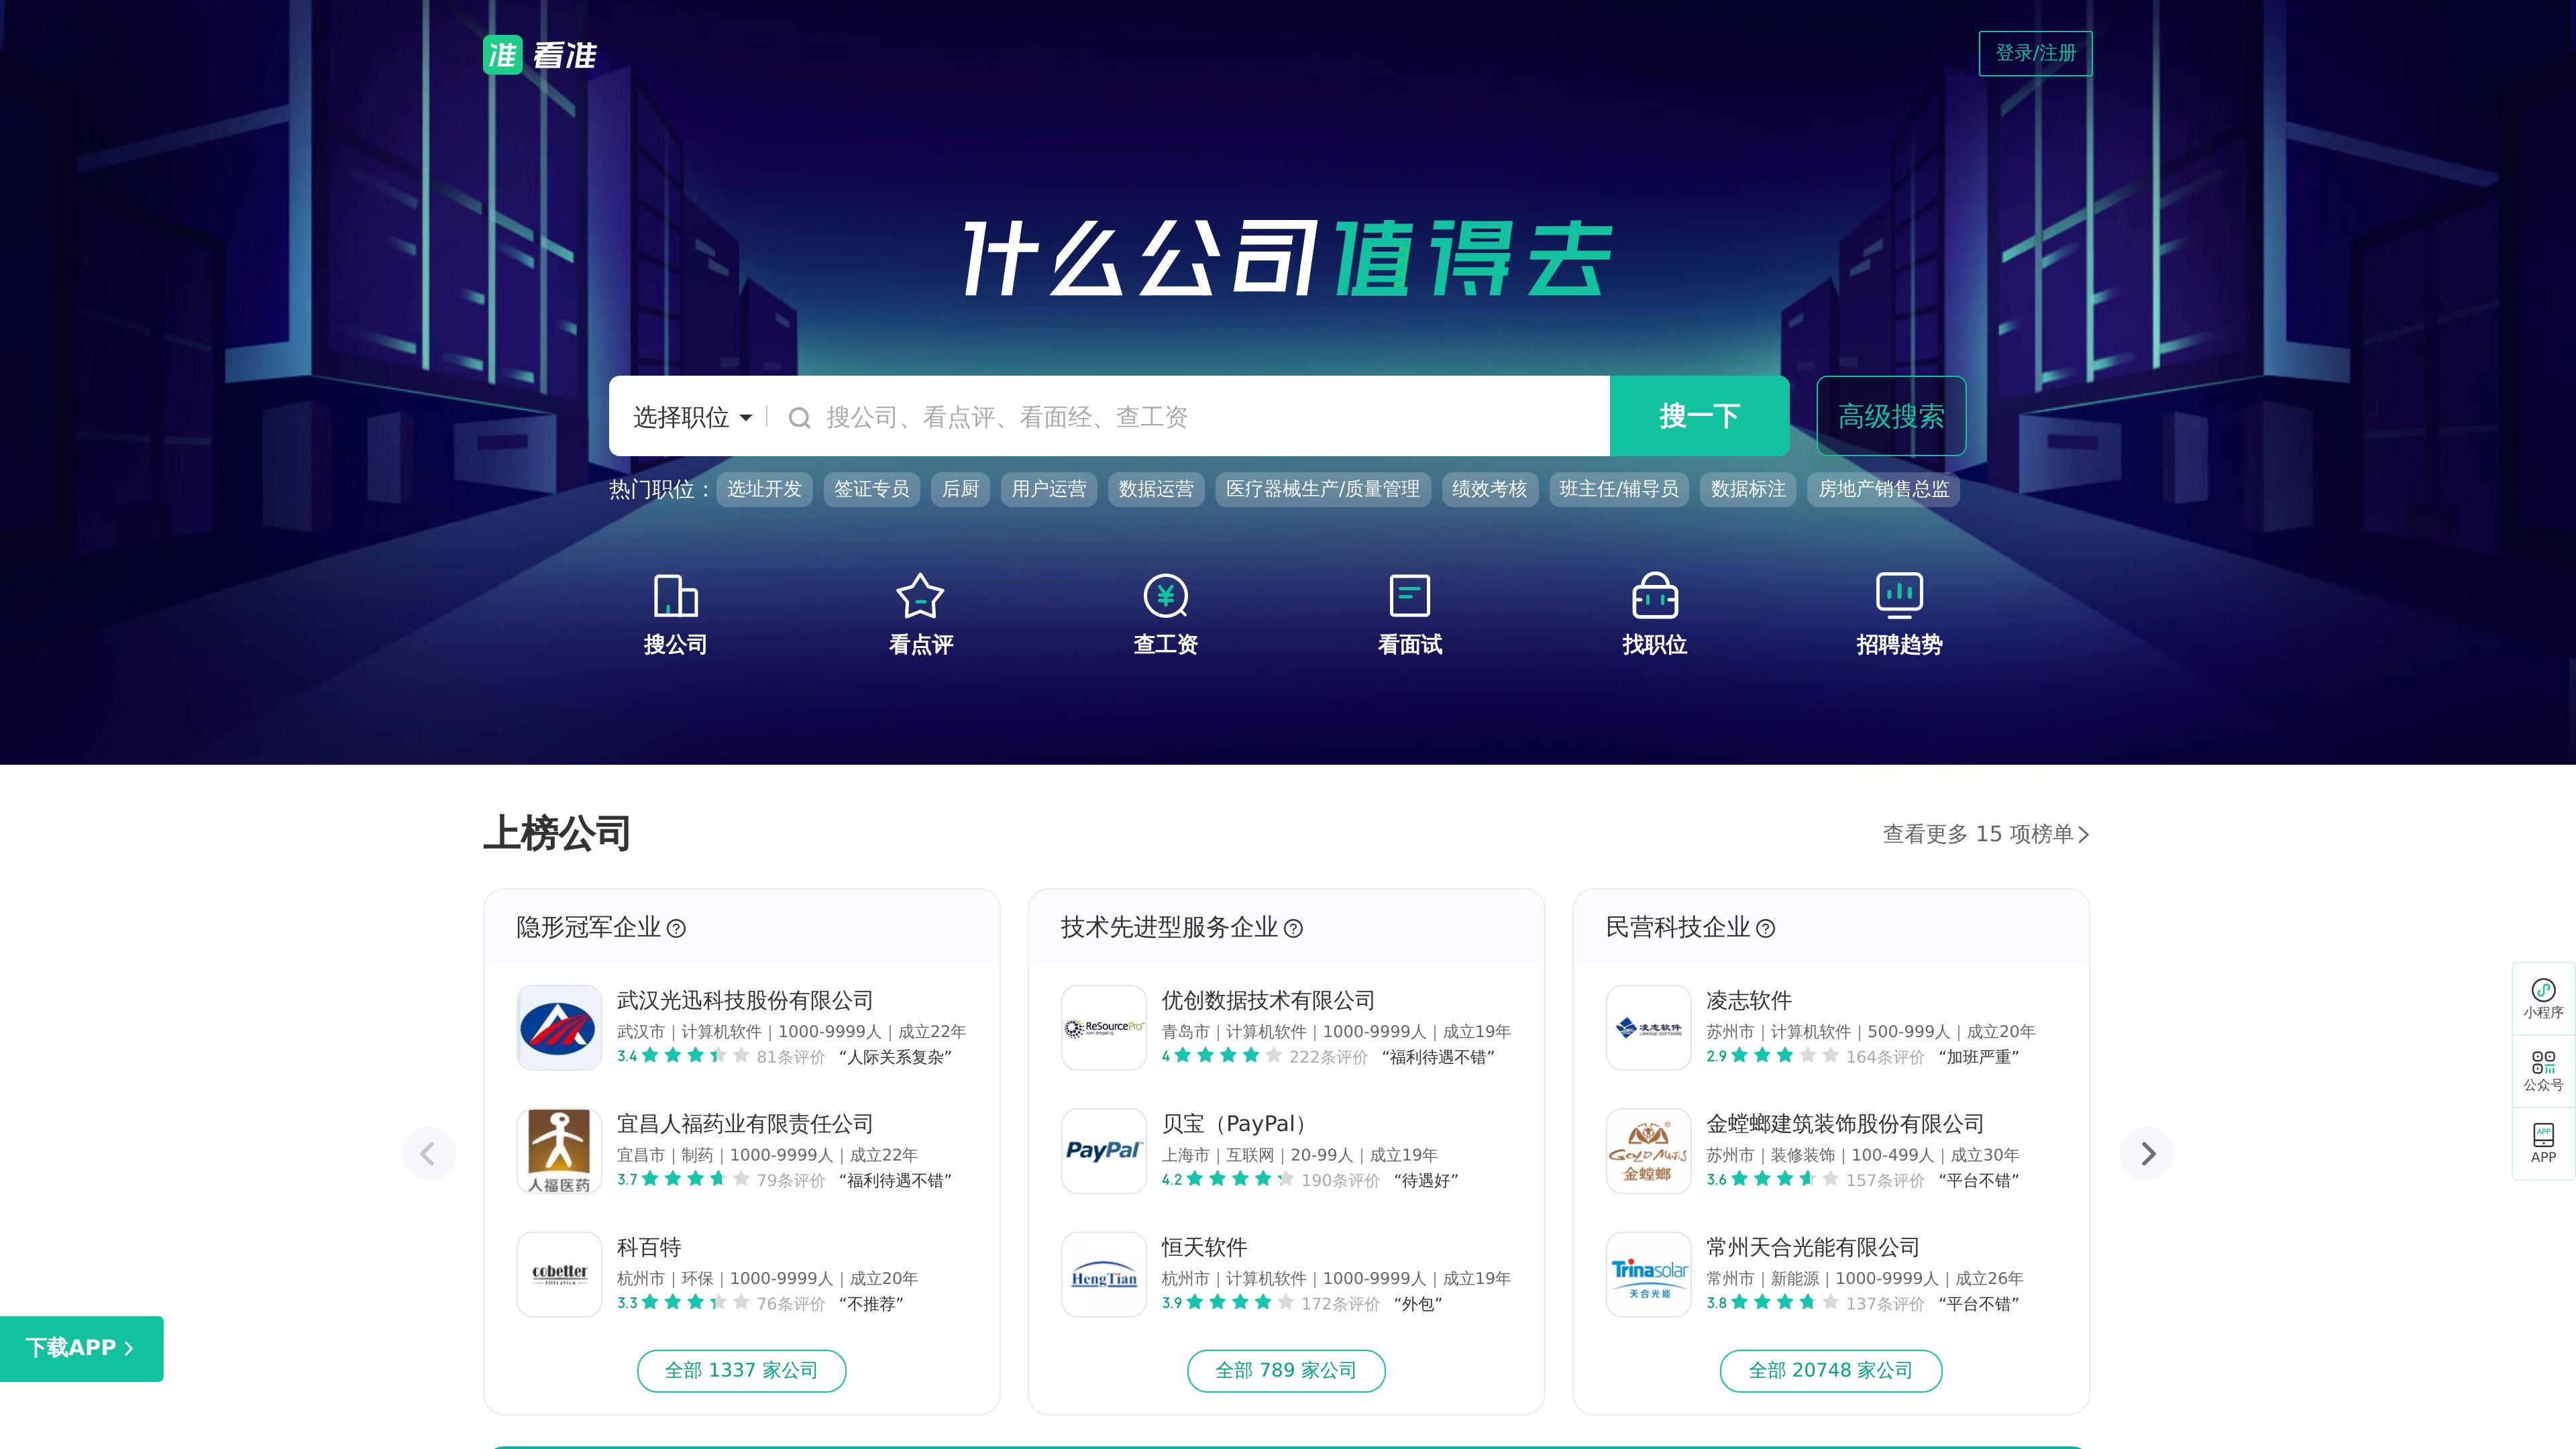 准 看准
登录/注册
什么公司值得去
选择职位 搜公司、看点评、看面经、查工资 搜一下 高级搜索
热门职位： 选址开发 签证专员 后厨 用户运营 数据运营 医疗器械生产/质量管理 绩效考核 班主任/辅导员 数据标注 房地产销售总监
搜公司 看点评 查工资 看面试 找职位 招聘趋势
上榜公司
查看更多 15 项榜单
隐形冠军企业
武汉光迅科技股份有限公司
武汉市 | 计算机软件 | 1000-9999人 | 成立22年
3.4 81条评价 “人际关系复杂”
人福医药
宜昌人福药业有限责任公司
宜昌市 | 制药 | 1000-9999人 | 成立22年
3.7 79条评价 “福利待遇不错”
cobetter
filtration
科百特
杭州市 | 环保 | 1000-9999人 | 成立20年
3.3 76条评价 “不推荐”
全部 1337 家公司
技术先进型服务企业
ReSourcePro
优创数据技术有限公司
青岛市 | 计算机软件 | 1000-9999人 | 成立19年
4 222条评价 “福利待遇不错”
PayPal
贝宝（PayPal）
上海市 | 互联网 | 20-99人 | 成立19年
4.2 190条评价 “待遇好”
HengTian
恒天软件
杭州市 | 计算机软件 | 1000-9999人 | 成立19年
3.9 172条评价 “外包”
全部 789 家公司
民营科技企业
凌志软件
LINKAGE SOFTWARE
凌志软件
苏州市 | 计算机软件 | 500-999人 | 成立20年
2.9 164条评价 “加班严重”
金螳螂
金螳螂建筑装饰股份有限公司
苏州市 | 装修装饰 | 100-499人 | 成立30年
3.6 157条评价 “平台不错”
Trinasolar
天合光能
常州天合光能有限公司
常州市 | 新能源 | 1000-9999人 | 成立26年
3.8 137条评价 “平台不错”
全部 20748 家公司
小程序
公众号
APP
APP
下载APP